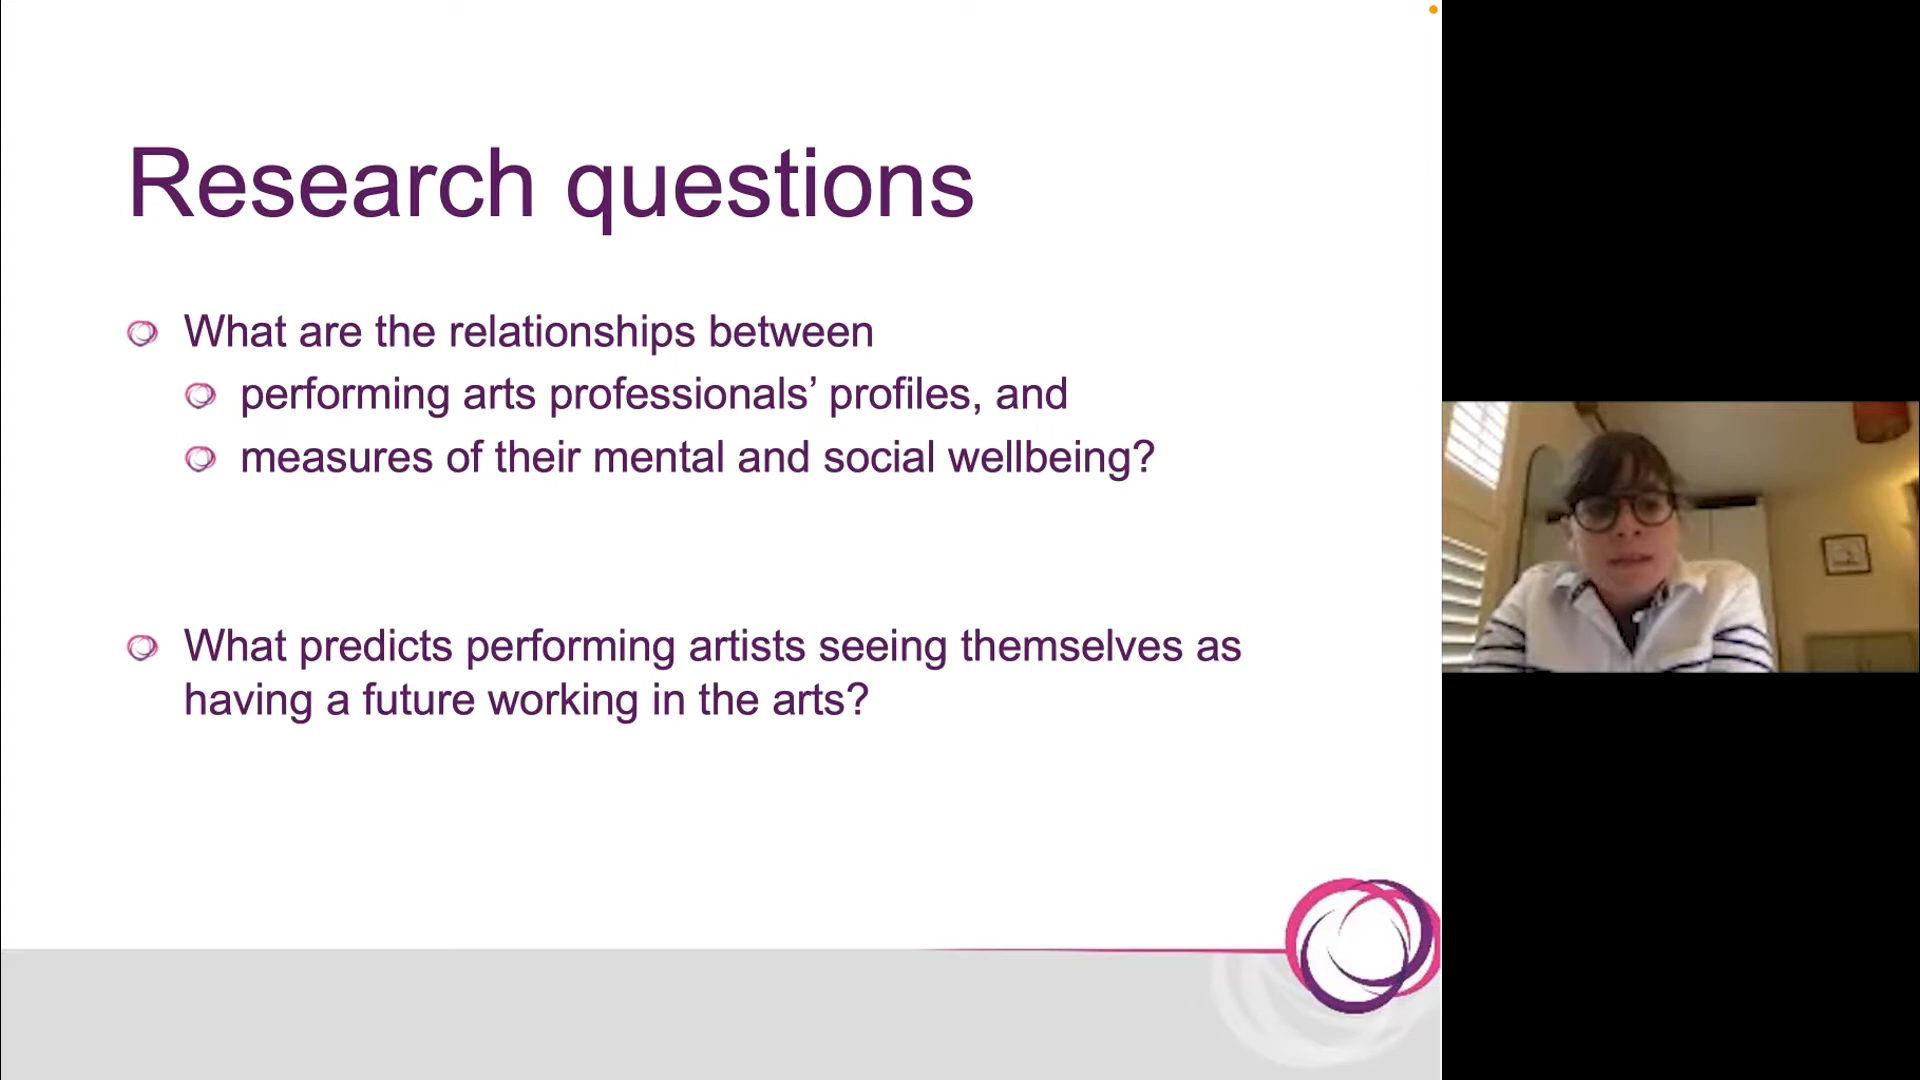 Research questions
What are the relationships between
performing arts professionals’ profiles, and
measures of their mental and social wellbeing?
What predicts performing artists seeing themselves as
having a future working in the arts?